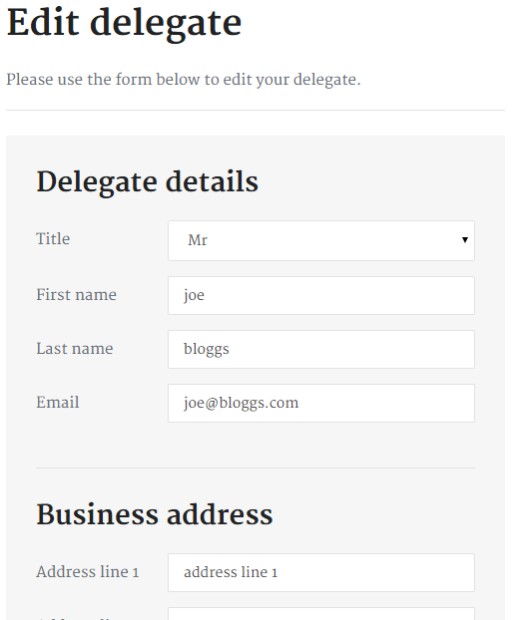 Edit delegate
Please use the form below to edit your delegate.
Delegate details
Title Mr
First name joe
Last name bloggs
Email joe@bloggs.com
Business address
Address line 1 address line 1